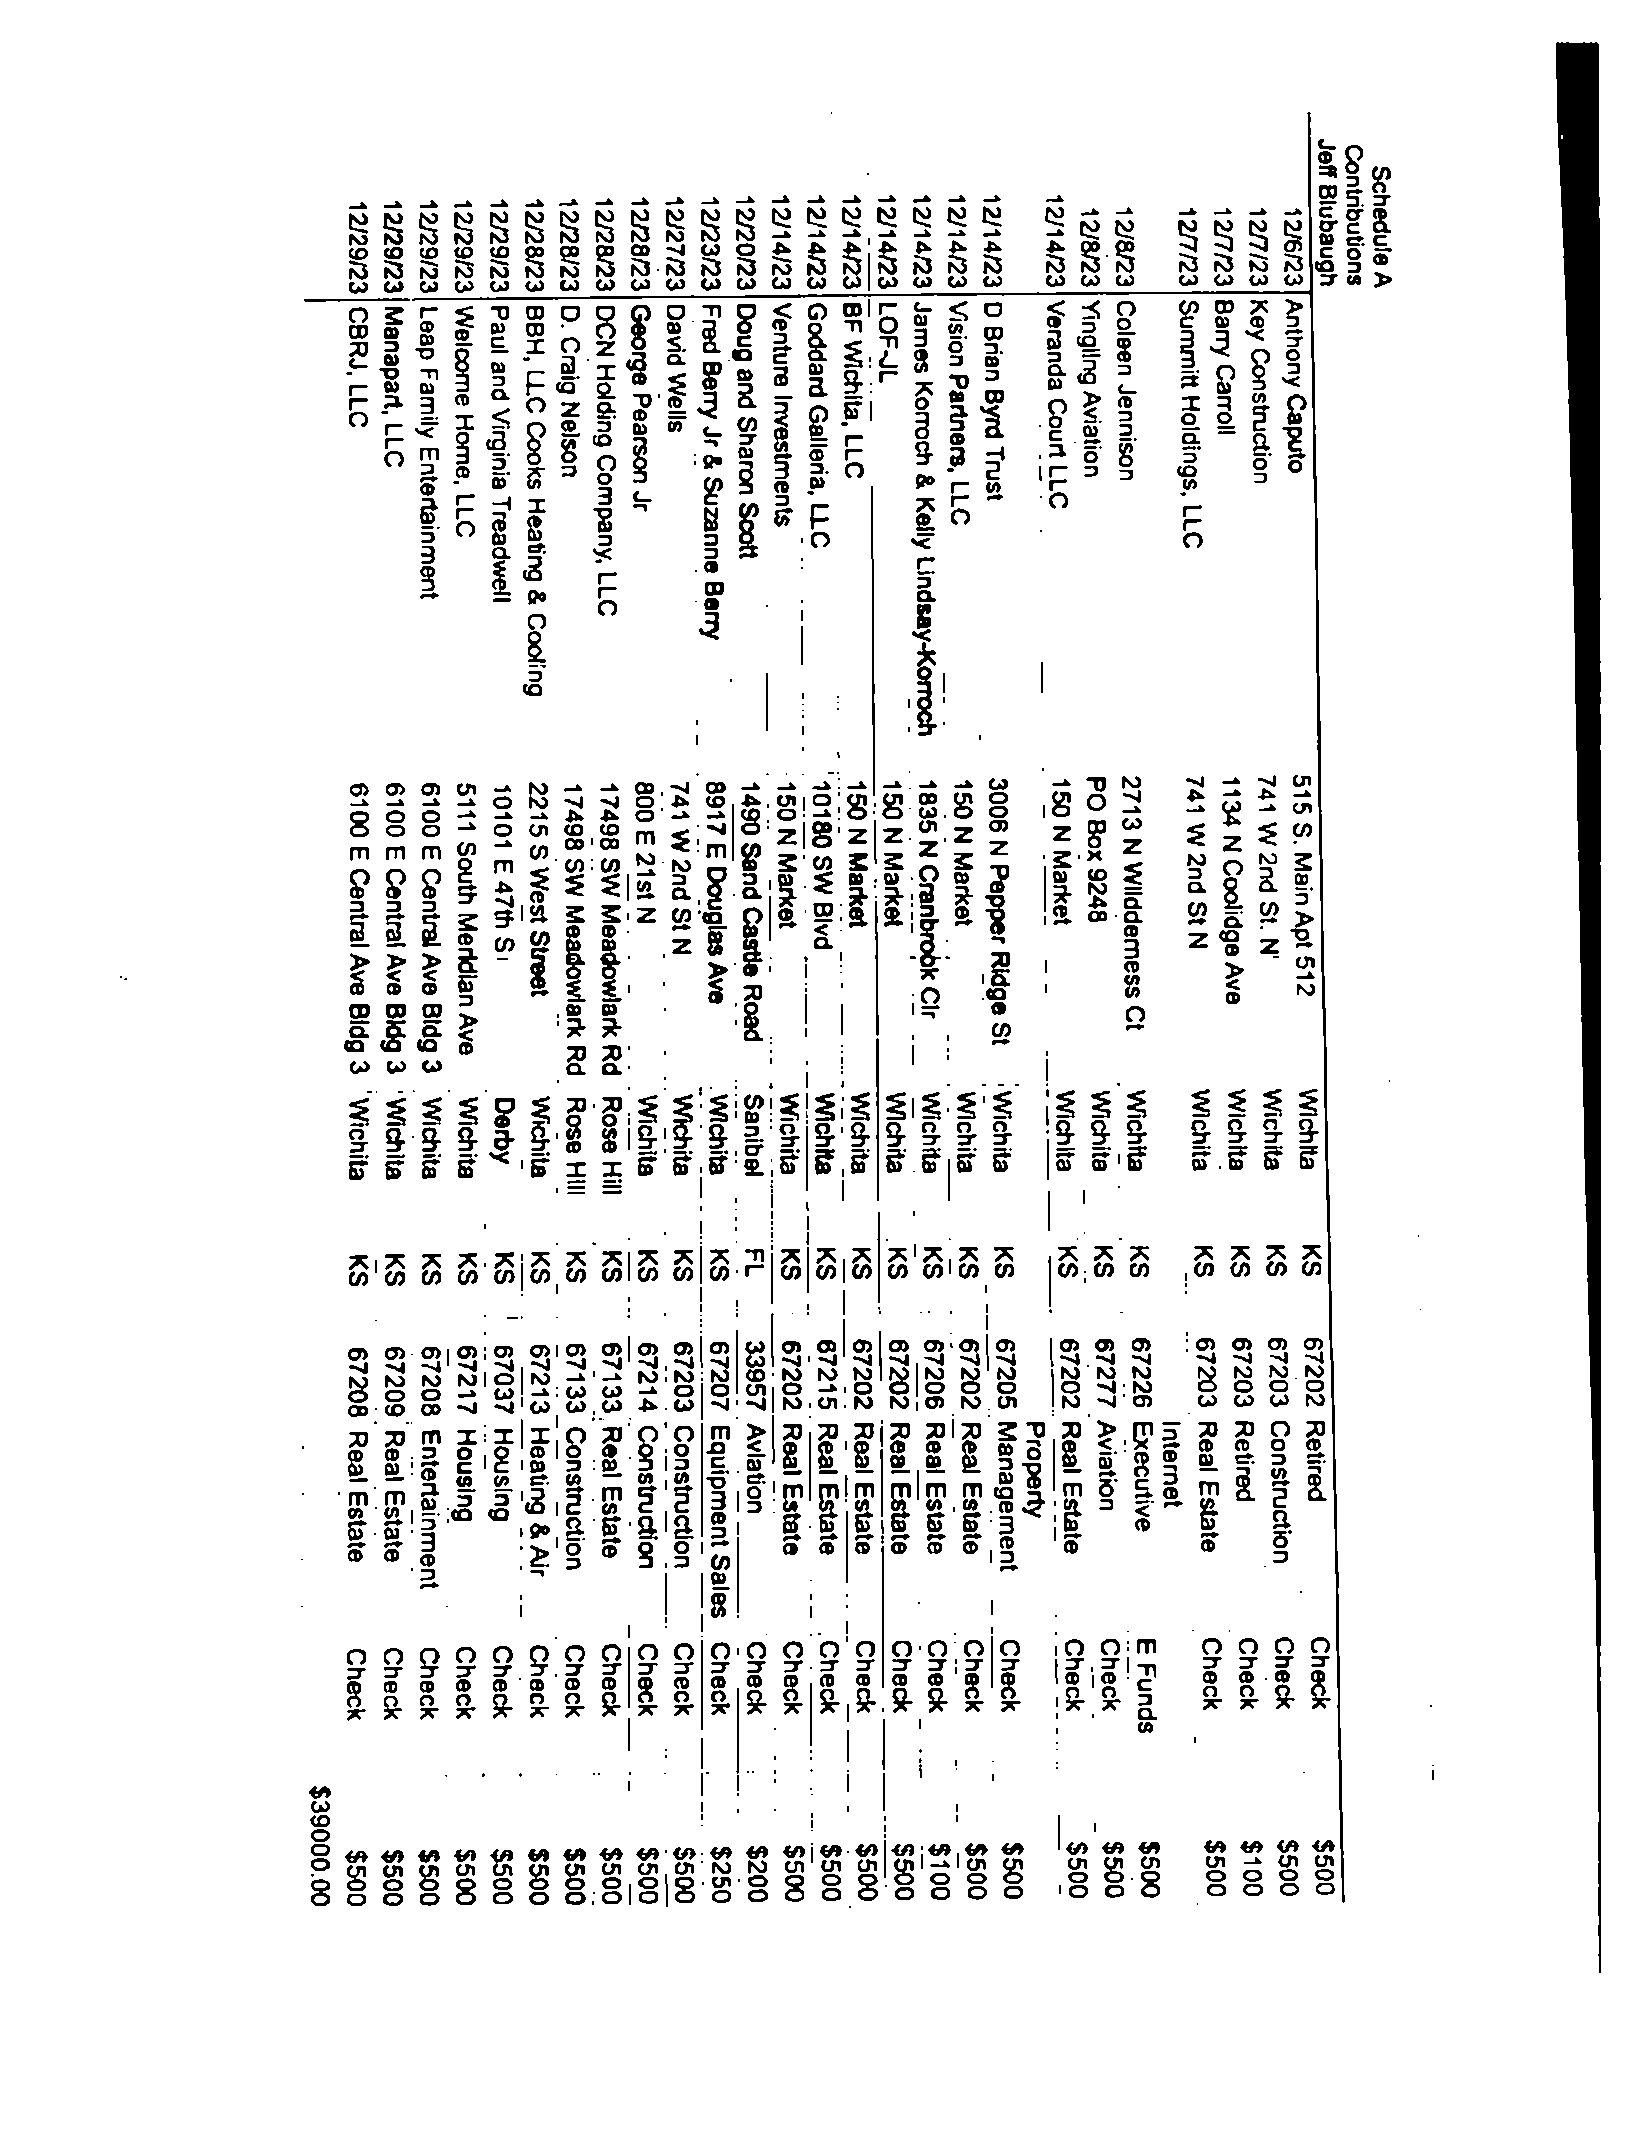 Schedule A
Contributions
Jeff Blubaugh
12/6/23 Anthony Caputo 515 S. Main Apt 512 Wichita KS 67202 Retired Check $500
12/7/23 Key Construction 741 W 2nd St. N Wichita KS 67203 Construction Check $500
12/7/23 Barry Carroll 1134 N Coolidge Ave Wichita KS 67203 Retired Check $100
12/7/23 Summitt Holdings, LLC 741 W 2nd St N Wichita KS 67203 Real Estate Check $500
Internet
12/8/23 Coleen Jennison 2713 N Wildderness Ct Wichita KS 67226 Executive E Funds $500
12/8/23 Yingling Aviation PO Box 9248 Wichita KS 67277 Aviation Check $500
12/14/23 Veranda Court LLC 150 N Market Wichita KS 67202 Real Estate Check $500
Property
12/14/23 D Brian Byrd Trust 3006 N Pepper Ridge St Wichita KS 67205 Management Check $500
12/14/23 Vision Partners, LLC 150 N Market Wichita KS 67202 Real Estate Check $500
12/14/23 James Korroch & Kelly Lindsay-Korroch 1835 N Cranbrook Cir Wichita KS 67206 Real Estate Check $100
12/14/23 LOF-JL 150 N Market Wichita KS 67202 Real Estate Check $500
12/14/23 BF Wichita, LLC 150 N Market Wichita KS 67202 Real Estate Check $500
12/14/23 Goddard Galleria, LLC 10180 SW Blvd Wichita KS 67215 Real Estate Check $500
12/14/23 Venture Investments 150 N Market Wichita KS 67202 Real Estate Check $500
12/20/23 Doug and Sharon Scott 1490 Sand Castle Road Sanibel FL 33957 Aviation Check $200
12/23/23 Fred Berry Jr & Suzanne Berry 8917 E Douglas Ave Wichita KS 67207 Equipment Sales Check $250
12/27/23 David Wells 741 W 2nd St N Wichita KS 67203 Construction Check $500
12/28/23 George Pearson Jr 800 E 21st N Wichita KS 67214 Construction Check $500
12/28/23 DCN Holding Company, LLC 17498 SW Meadowlark Rd Rose Hill KS 67133 Real Estate Check $500
12/28/23 D. Craig Nelson 17498 SW Meadowlark Rd Rose Hill KS 67133 Construction Check $500
12/28/23 BBH, LLC Cooks Heating & Cooling 2215 S West Street Wichita KS 67213 Heating & Air Check $500
12/29/23 Paul and Virginia Treadwell 10101 E 47th S Derby KS 67037 Housing Check $500
12/29/23 Welcome Home, LLC 5111 South Meridian Ave Wichita KS 67217 Housing Check $500
12/29/23 Leap Family Entertainment 6100 E Central Ave Bldg 3 Wichita KS 67208 Entertainment Check $500
12/29/23 Manapart, LLC 6100 E Central Ave Bldg 3 Wichita KS 67209 Real Estate Check $500
12/29/23 CBRJ, LLC 6100 E Central Ave Bldg 3 Wichita KS 67208 Real Estate Check $500
$39000.00